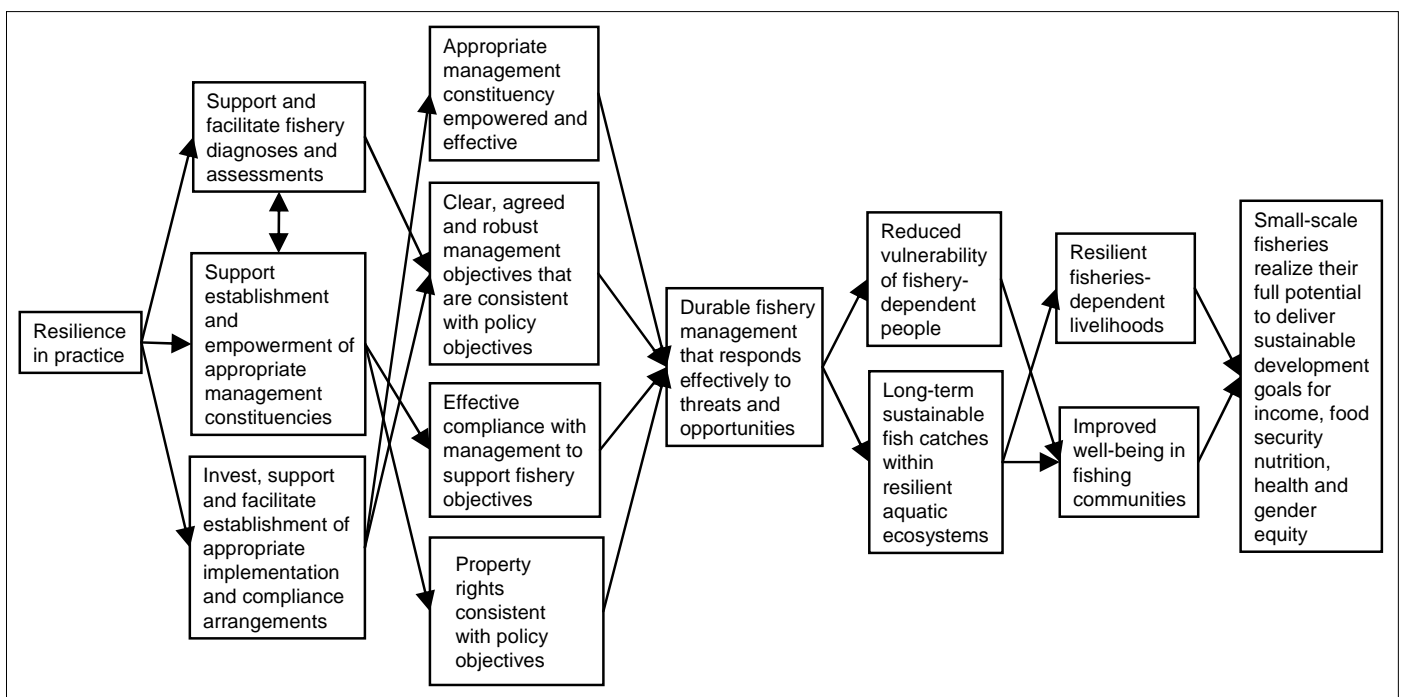 Resilience
in practice
Support and
facilitate fishery
diagnoses and
assessments
Support
establishment
and
empowerment of
appropriate
management
constituencies
Invest, support
and facilitate
establishment of
appropriate
implementation
and compliance
arrangements
Appropriate
management
constituency
empowered and
effective
Clear, agreed
and robust
management
objectives that
are consistent
with policy
objectives
Effective
compliance with
management to
support fishery
objectives
Property
rights
consistent
with policy
objectives
Durable fishery
management
that responds
effectively to
threats and
opportunities
Reduced
vulnerability
of fishery-
dependent
people
Long-term
sustainable
fish catches
within
resilient
aquatic
ecosystems
Resilient
fisheries-
dependent
livelihoods
Improved
well-being in
fishing
communities
Small-scale
fisheries
realize their
full potential
to deliver
sustainable
development
goals for
income, food
security
nutrition,
health and
gender
equity